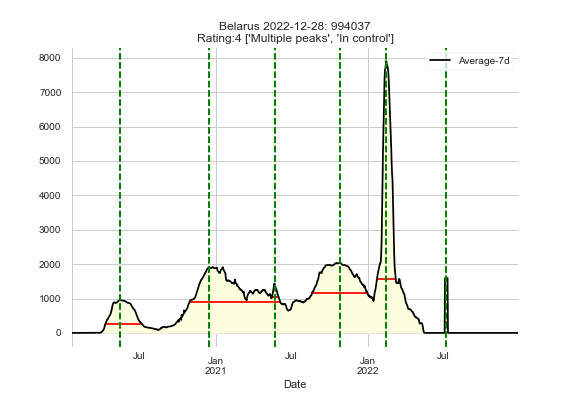 Belarus 2022-12-28: 994037
Rating:4 ['Multiple peaks', 'In control']
Average-7d
8000
7000
6000
5000
4000
3000
2000
1000
0
Jul
Jan
2021
Jul
Jan
2022
Jul
Date